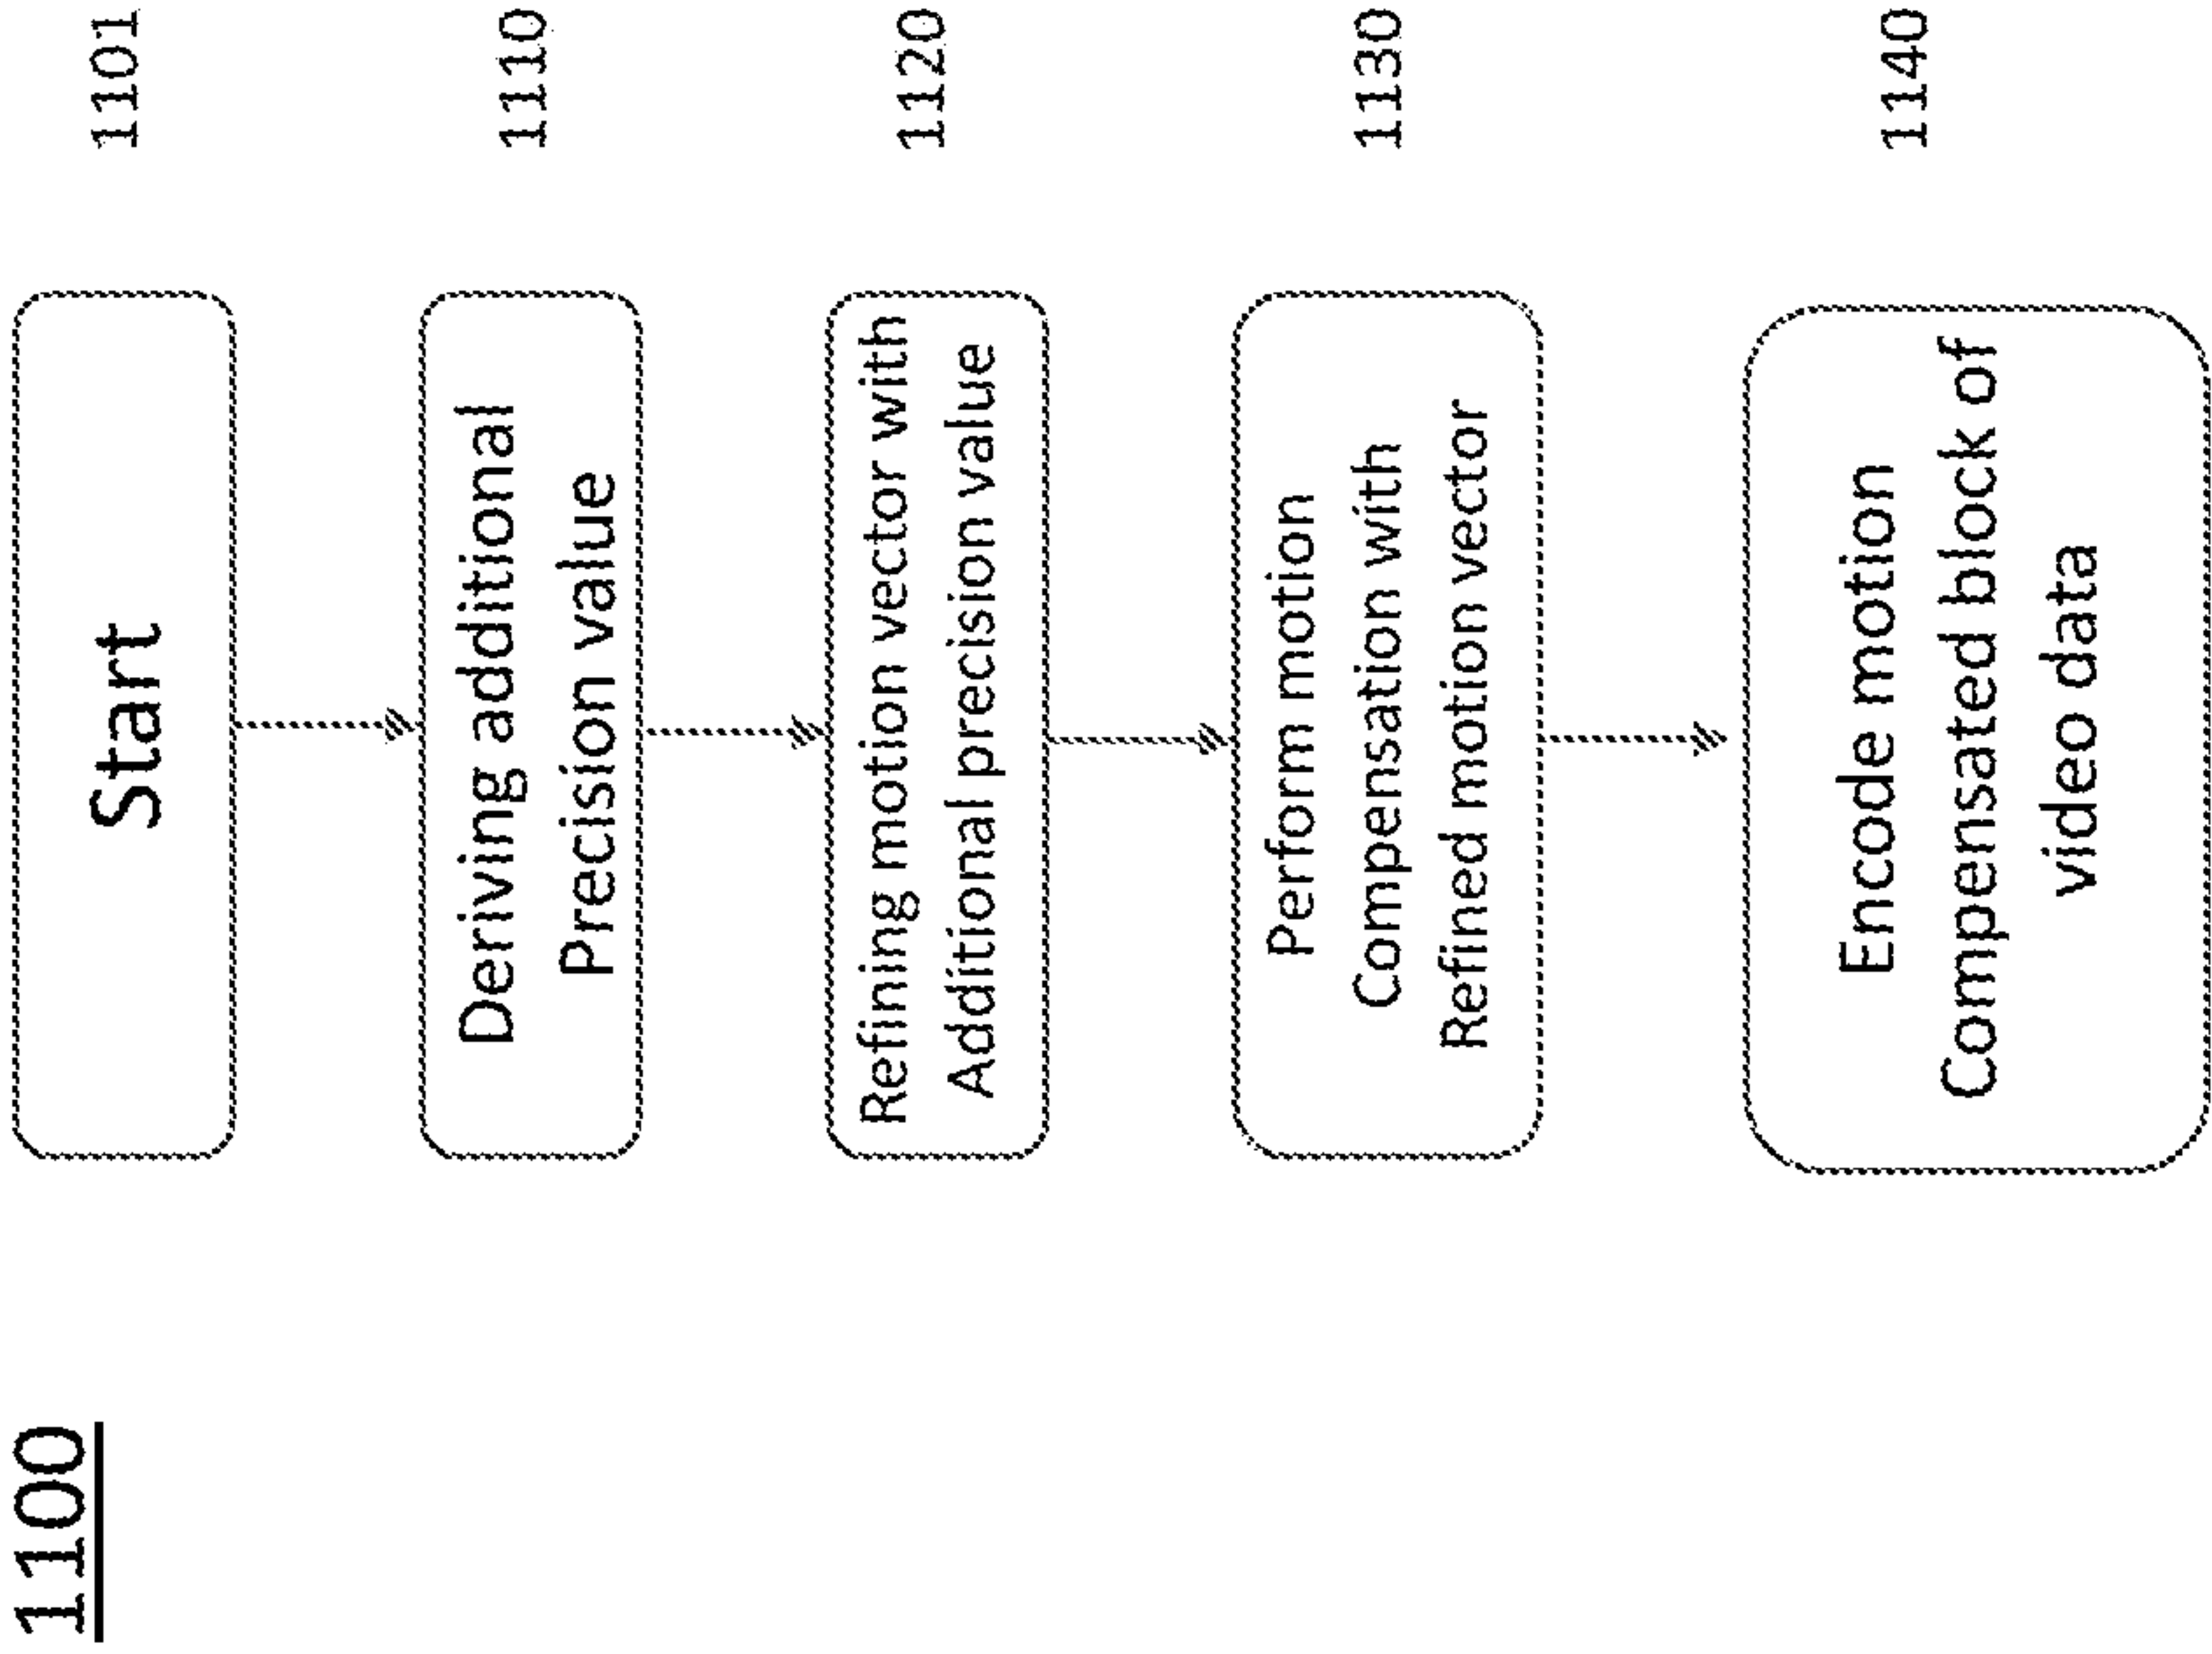 1100
Start
1101
Deriving additional
Precision value
1110
Refining motion vector with
Additional precision value
1120
Perform motion
Compensation with
Refined motion vector
1130
Encode motion
Compensated block of
video data
1140